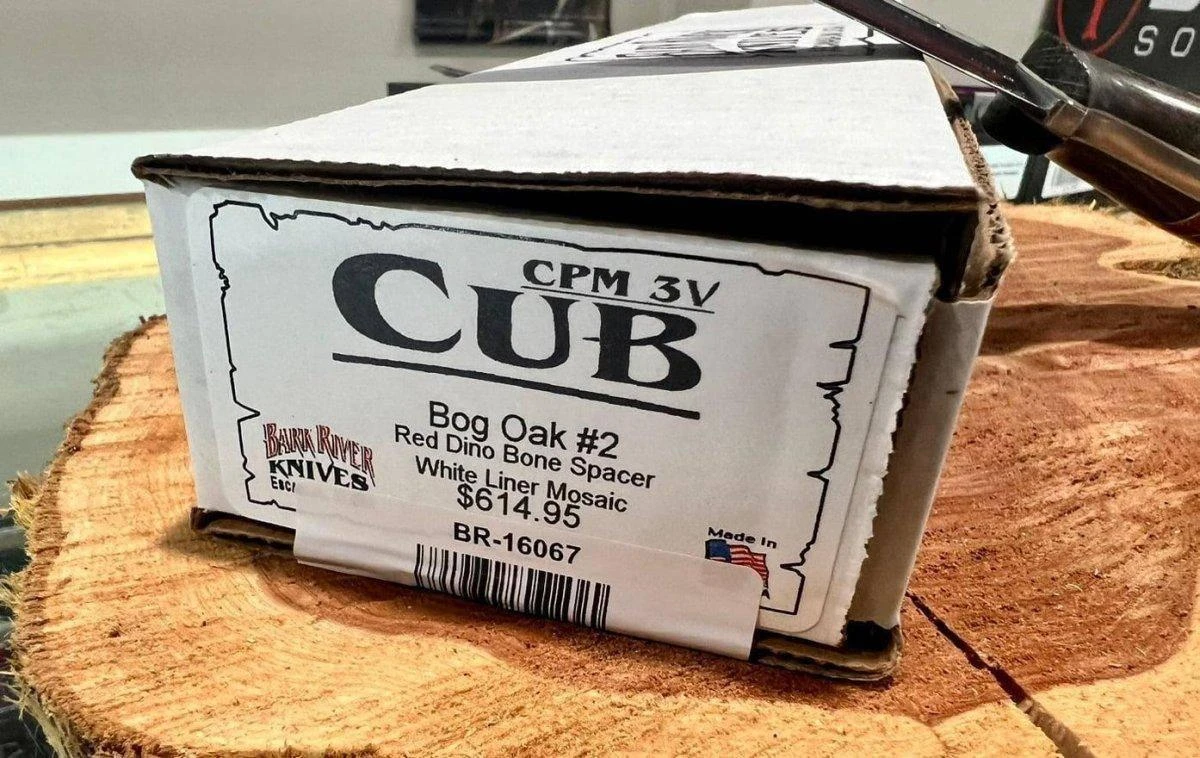 SO
CPM 3V
CUB
Bog Oak #2
Red Dino Bone Spacer
White Liner Mosaic
$614.95
BARK RIVER
KNIVES
BR-16067
Made In